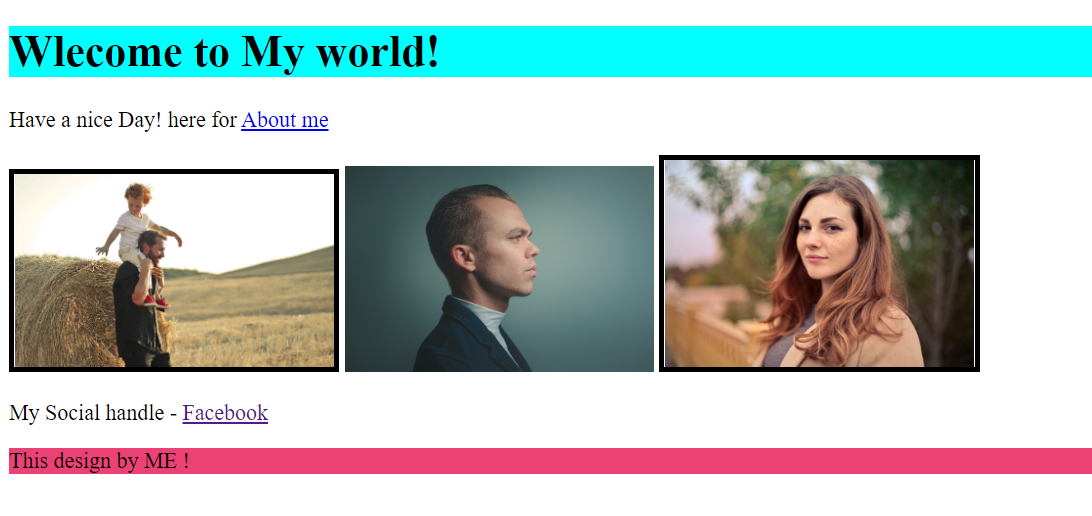 Wlecome to My world!
Have a nice Day! here for About me
My Social handle - Facebook
This design by ME !